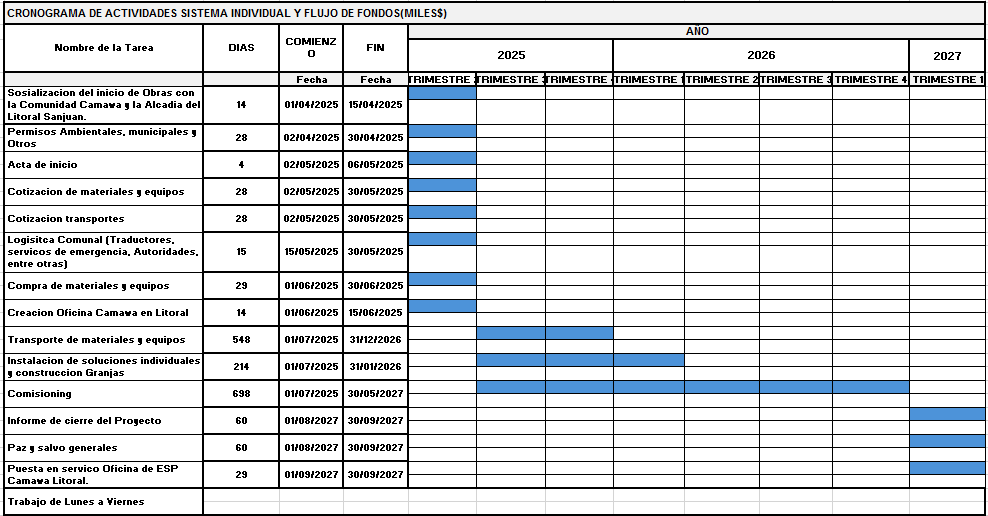 CRONOGRAMA DE ACTIVIDADES SISTEMA INDIVIDUAL Y FLUJO DE FONDOS(MILES$)
Nombre de la Tarea DIAS COMIENZ
O FIN AÑO
2025 2026 2027
Fecha Fecha TRIMESTRE TRIMESTRE TRIMESTRE TRIMESTRE 1 TRIMESTRE 2 TRIMESTRE 3 TRIMESTRE 4 TRIMESTRE 1
Sosializacion del inicio de Obras con
la Comunidad Camawa y la Alcadia del
Litoral Sanjuan. 14 01/04/2025 15/04/2025
Permisos Ambientales, municipales y
Otros 28 02/04/2025 30/04/2025
Acta de inicio 4 02/05/2025 06/05/2025
Cotizacion de materiales y equipos 28 02/05/2025 30/05/2025
Cotizacion transportes 28 02/05/2025 30/05/2025
Logisitca Comunal (Traductores,
servicos de emergencia, Autoridades,
entre otras) 15 15/05/2025 30/05/2025
Compra de materiales y equipos 29 01/06/2025 30/06/2025
Creacion Oficina Camawa en Litoral 14 01/06/2025 15/06/2025
Transporte de materiales y equipos 548 01/07/2025 31/12/2026
Instalacion de soluciones individuales
y construccion Granjas 214 01/07/2025 31/01/2026
Comisioning 698 01/07/2025 30/05/2027
Informe de cierre del Proyecto 60 01/08/2027 30/09/2027
Paz y salvo generales 60 01/08/2027 30/09/2027
Puesta en servico Oficina de ESP
Camawa Litoral. 29 01/09/2027 30/09/2027
Trabajo de Lunes a Viernes